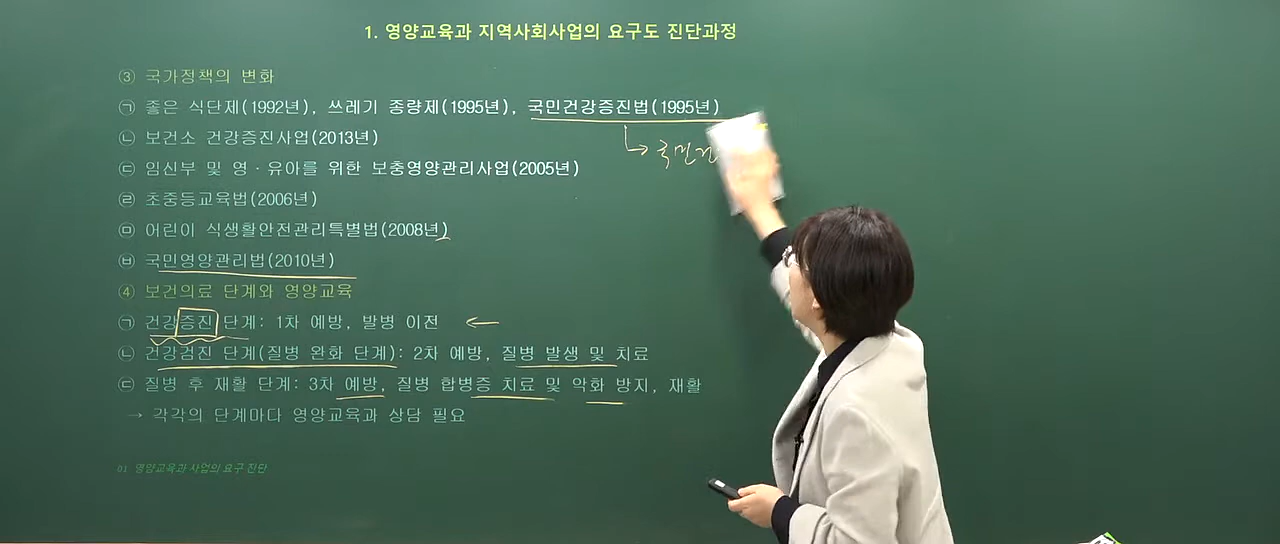 1. 영양교육과 지역사회사업의 요구도 진단과정
③ 국가정책의 변화
㉠ 좋은 식단제(1992년), 쓰레기 종량제(1995년), 국민건강증진법(1995년)
↳ 국민건
㉡ 보건소 건강증진사업(2013년)
㉢ 임신부 및 영·유아를 위한 보충영양관리사업(2005년)
㉣ 초중등교육법(2006년)
㉤ 어린이 식생활안전관리특별법(2008년)
㉥ 국민영양관리법(2010년)
④ 보건의료 단계와 영양교육
㉠ 건강증진 단계: 1차 예방, 발병 이전 ←
㉡ 건강검진 단계(질병 완화 단계): 2차 예방, 질병 발생 및 치료
㉢ 질병 후 재활 단계: 3차 예방, 질병 합병증 치료 및 악화 방지, 재활
→ 각각의 단계마다 영양교육과 상담 필요
01 영양교육과 사업의 요구 진단